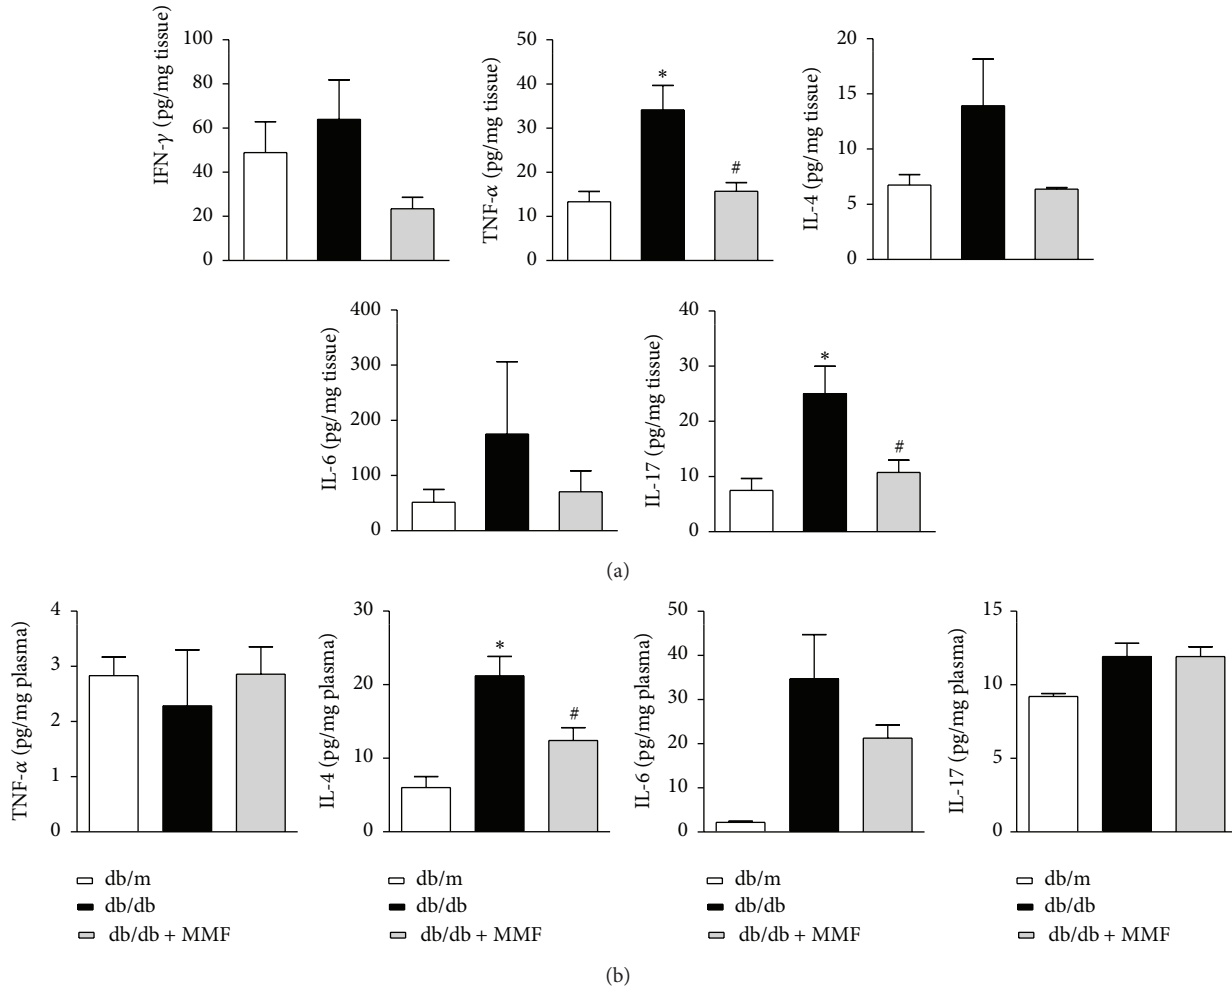 IFN-γ (pg/mg tissue)
100
80
60
40
20
0
TNF-α (pg/mg tissue)
50
40
30
20
10
0
*
#
IL-4 (pg/mg tissue)
20
15
10
5
0
IL-6 (pg/mg tissue)
400
300
200
100
0
IL-17 (pg/mg tissue)
40
30
20
10
0
*
#
(a)
TNF-α (pg/mg plasma)
4
3
2
1
0
IL-4 (pg/mg plasma)
30
20
10
0
*
#
IL-6 (pg/mg plasma)
50
40
30
20
10
0
IL-17 (pg/mg plasma)
15
10
5
0
db/m
db/db
db/db + MMF
db/m
db/db
db/db + MMF
db/m
db/db
db/db + MMF
db/m
db/db
db/db + MMF
(b)